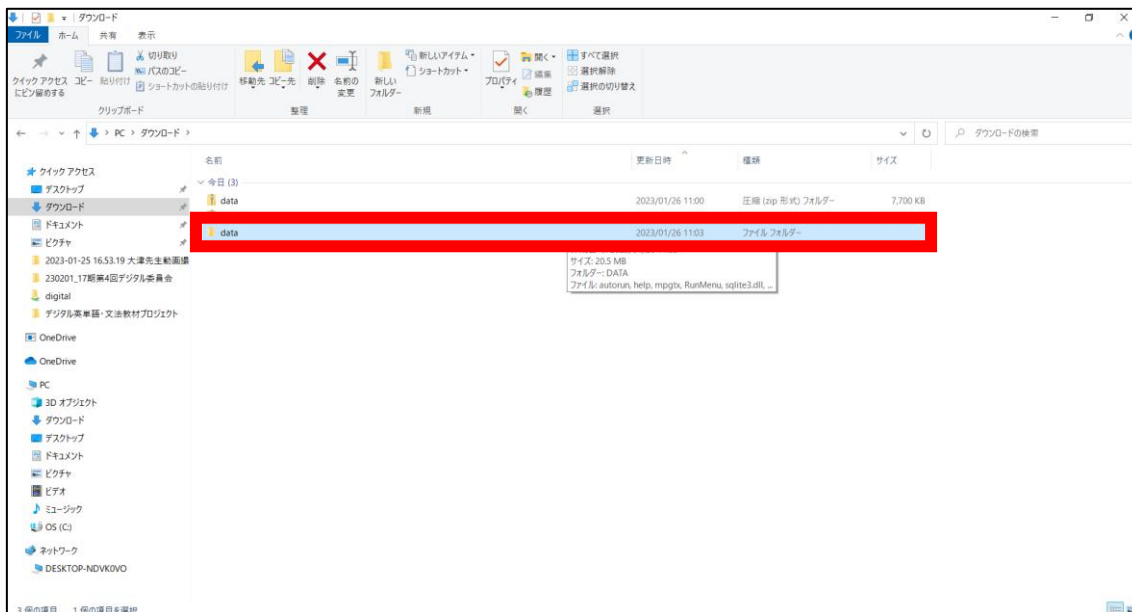 ダウンロード
ファイル ホーム 共有 表示
クイック アクセスにピン留めする
コピー
貼り付け
切り取り
パスのコピー
ショートカットの貼り付け
移動先 コピー先 削除 名前の変更
新しいフォルダー
新しいアイテム
ショートカット
プロパティ
開く
編集
履歴
すべて選択
選択解除
選択の切り替え
クリップボード 整理 新規 開く 選択
PC > ダウンロード >
ダウンロードの検索
名前 更新日時 種類 サイズ
今日 (3)
data 2023/01/26 11:00 圧縮 (zip 形式) フォルダー 7,700 KB
data 2023/01/26 11:03 ファイル フォルダー
サイズ: 20.5 MB
フォルダー: DATA
ファイル: autorun, help, mpgtx, RunMenu, sqlite3.dll, ...
クイック アクセス
デスクトップ
ダウンロード
ドキュメント
ピクチャ
2023-01-25 16.53.19 大津先生動画撮
230201_17期第4回デジタル委員会
digital
デジタル英単語・文法教材プロジェクト
OneDrive
OneDrive
PC
3D オブジェクト
ダウンロード
デスクトップ
ドキュメント
ピクチャ
ビデオ
ミュージック
OS (C:)
ネットワーク
DESKTOP-NDVK0VO
3 個の項目 1 個の項目を選択